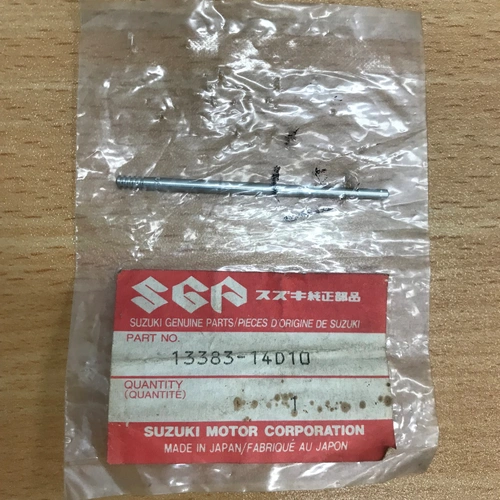 SGP スズキ純正部品
SUZUKI GENUINE PARTS/PIECES D'ORIGINE DE SUZUKI
PART NO.
13383-14D10
QUANTITY
(QUANTITE) 1
SUZUKI MOTOR CORPORATION
MADE IN JAPAN/FABRIQUÉ AU JAPON